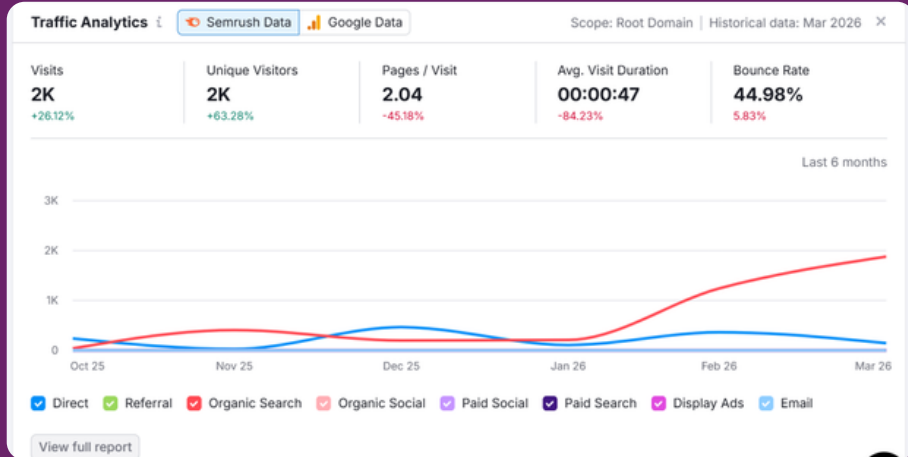 Traffic Analytics i Semrush Data Google Data Scope: Root Domain | Historical data: Mar 2026 ×
Visits Unique Visitors Pages / Visit Avg. Visit Duration Bounce Rate
2K 2K 2.04 00:00:47 44.98%
+26.12% +63.28% -45.18% -84.23% 5.83%
Last 6 months
3K
2K
1K
0
Oct 25 Nov 25 Dec 25 Jan 26 Feb 26 Mar 26
Direct Referral Organic Search Organic Social Paid Social Paid Search Display Ads Email
View full report